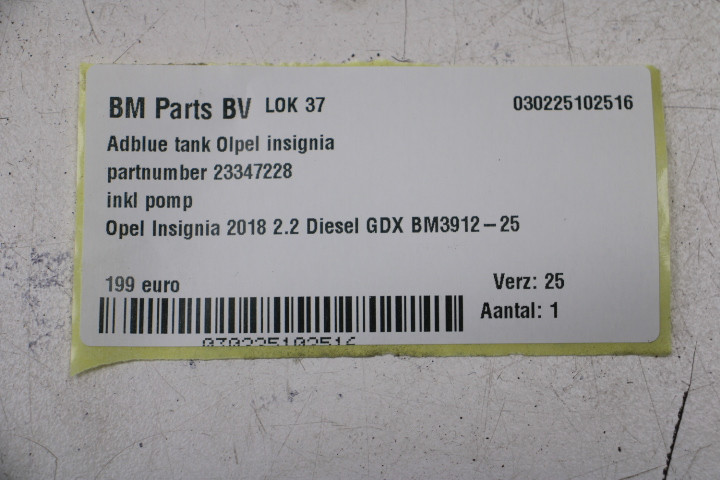 BM Parts BV LOK 37 030225102516
Adblue tank Olpel insignia
partnumber 23347228
inkl pomp
Opel Insignia 2018 2.2 Diesel GDX BM3912-25
199 euro Verz: 25
Aantal: 1
030225102516